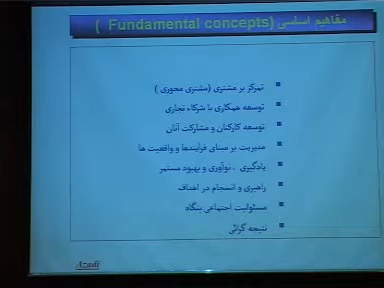 مفاهیم اساسی (Fundamental concepts )
تمرکز بر مشتری (مشتری محوری )
توسعه همکاری با شرکاء تجاری
توسعه کارکنان و مشارکت آنان
مدیریت بر مبنای فرآیندها و واقعیت ها
یادگیری ، نوآوری و بهبود مستمر
راهبری و انسجام در اهداف
مسئولیت اجتماعی بنگاه
نتیجه گرائی
Azadi